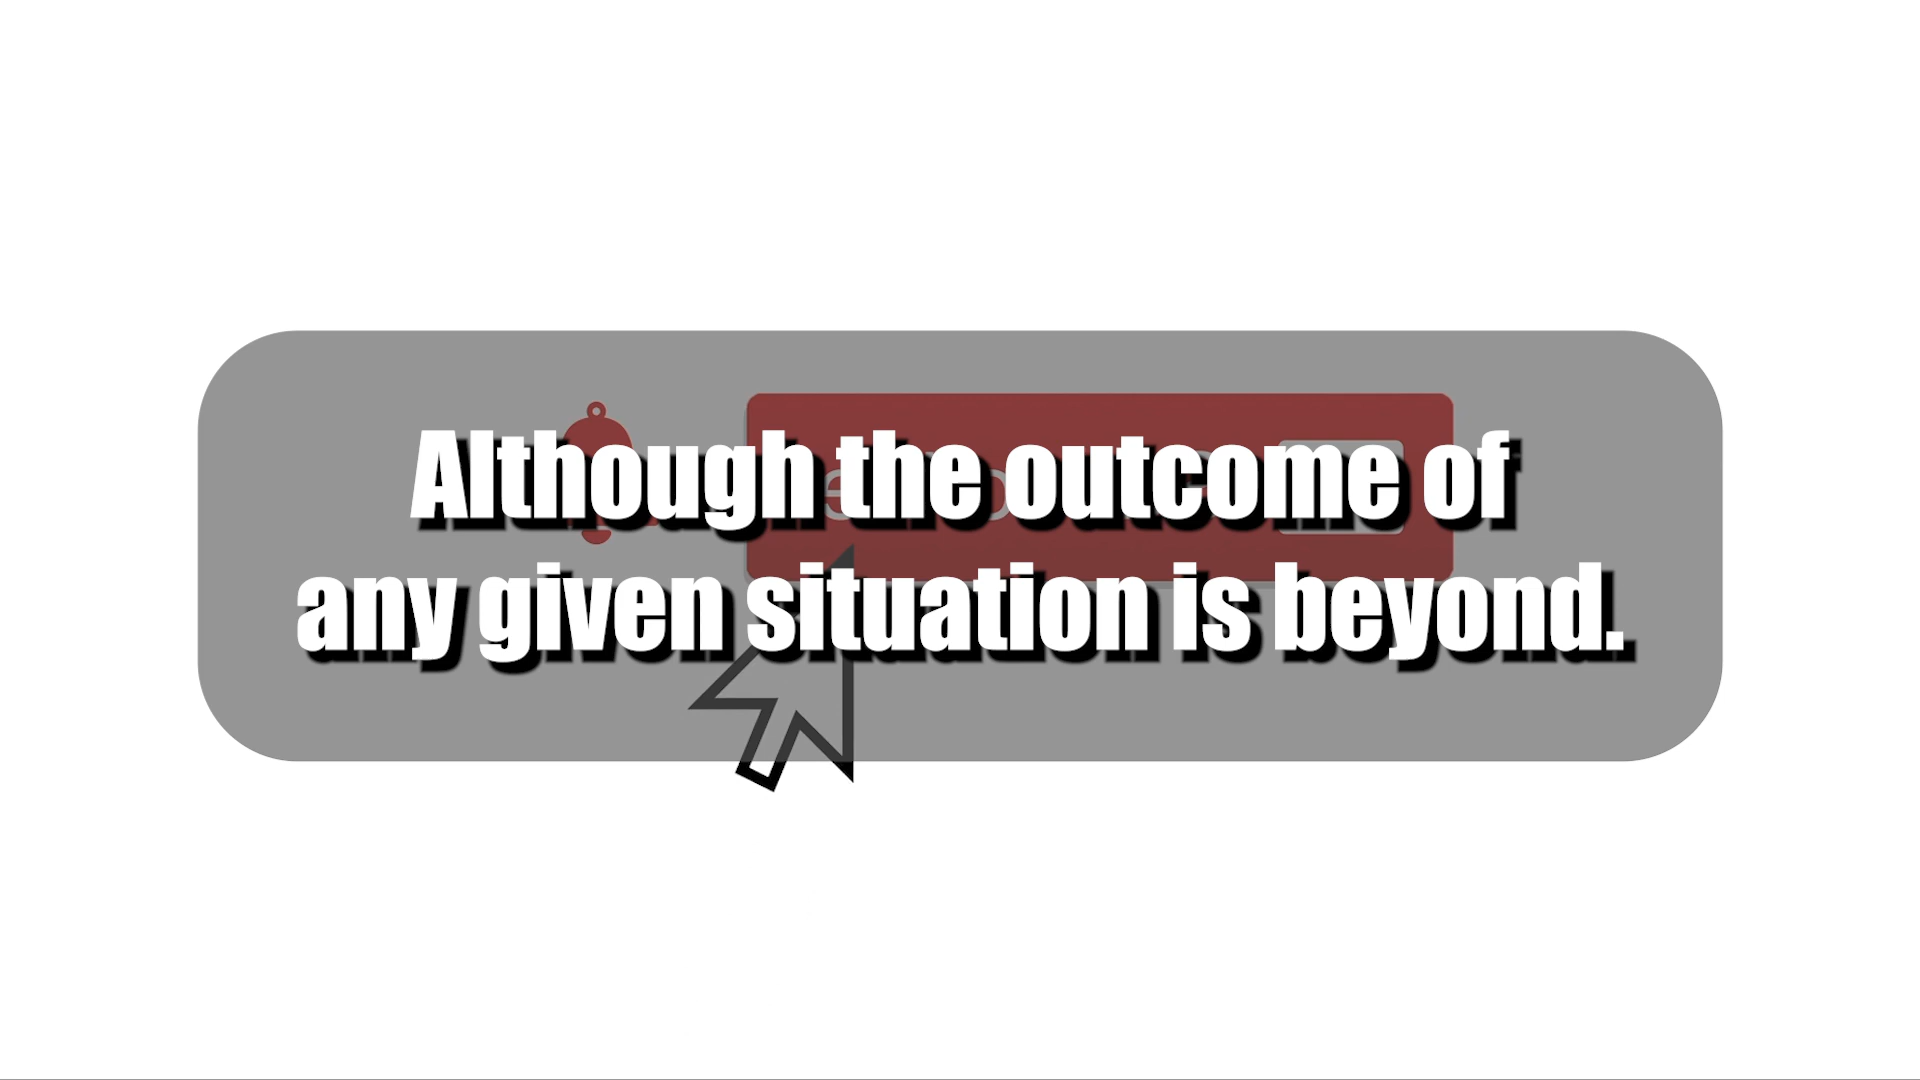 Although the outcome of
any given situation is beyond.